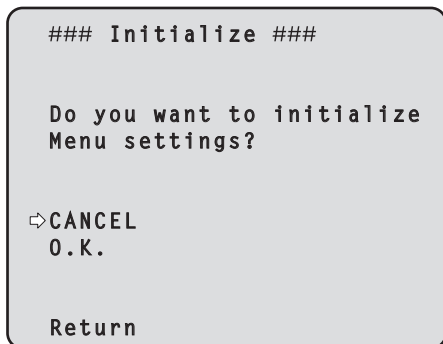 ### Initialize ###
Do you want to initialize
Menu settings?
⇨CANCEL
O.K.
Return